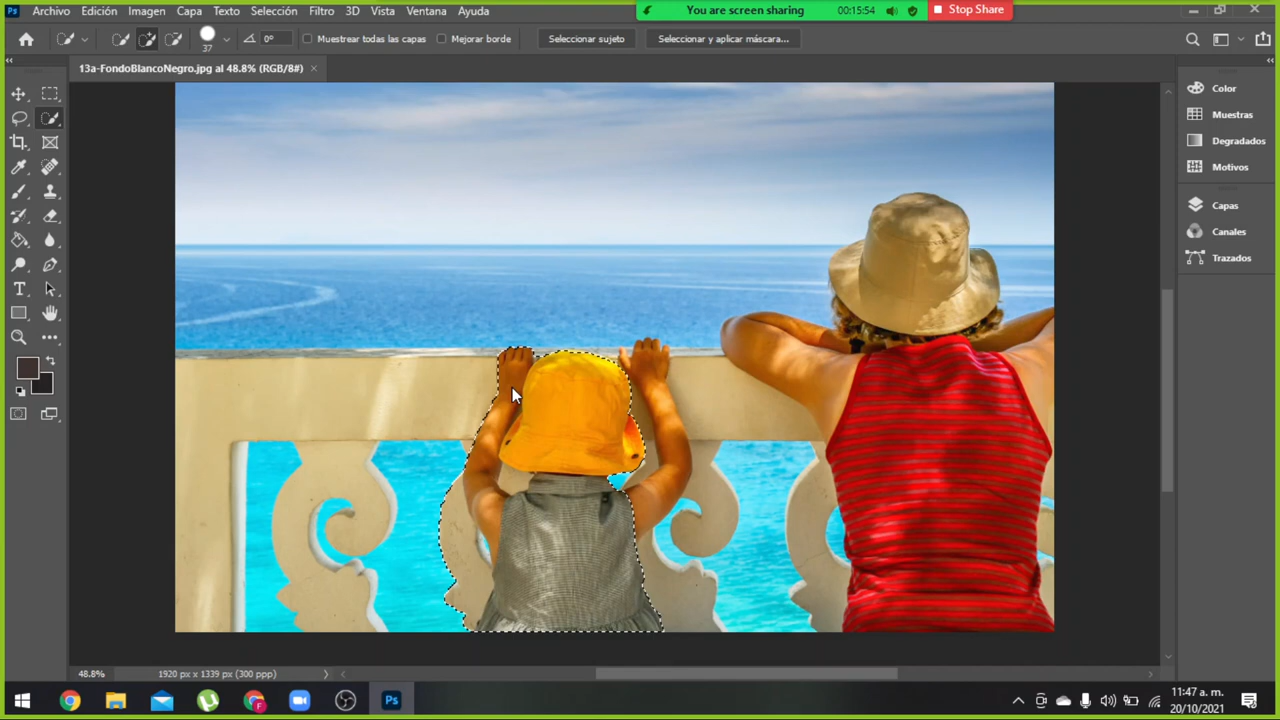 Ps Archivo Edición Imagen Capa Texto Selección Filtro 3D Vista Ventana Ayuda
You are screen sharing 00:15:54 Stop Share
37 0° Muestrear todas las capas Mejorar borde Seleccionar sujeto Seleccionar y aplicar máscara...
13a-FondoBlancoNegro.jpg al 48.8% (RGB/8#) ×
Color
Muestras
Degradados
Motivos
Capas
Canales
Trazados
48.8% 1920 px x 1339 px (300 ppp)
F Ps
11:47 a. m.
20/10/2021